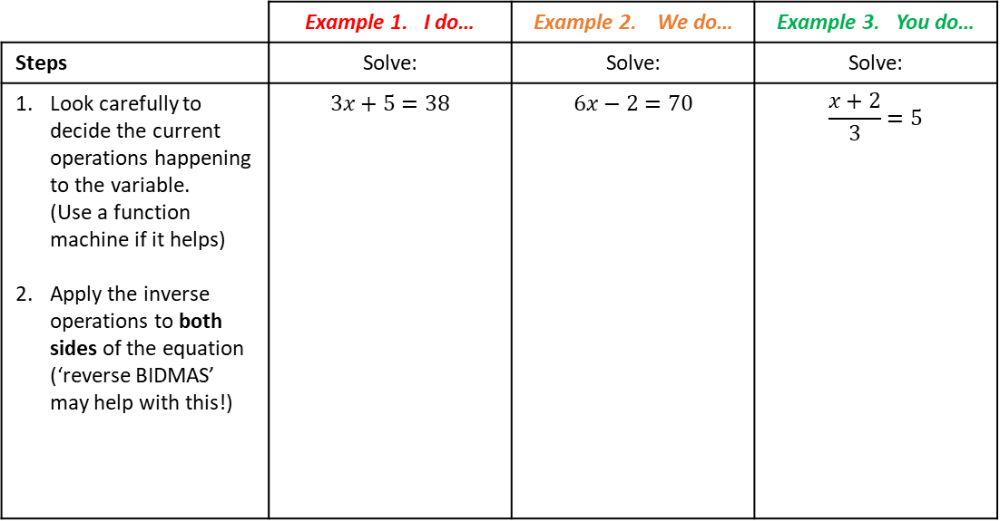 Example 1.   I do…
Example 2.   We do…
Example 3.   You do…
Steps
Solve:
Solve:
Solve:
1. Look carefully to
decide the current
operations happening
to the variable.
(Use a function
machine if it helps)
2. Apply the inverse
operations to both
sides of the equation
(‘reverse BIDMAS’
may help with this!)
3x + 5 = 38
6x − 2 = 70
x + 2
3
= 5